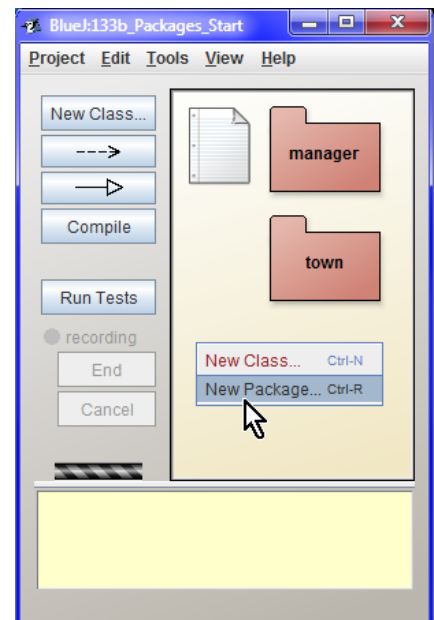 BlueJ:133b_Packages_Start
Project Edit Tools View Help
New Class...
--->
manager
Compile
town
Run Tests
recording
New Class... Ctrl-N
End
New Package... Ctrl-R
Cancel